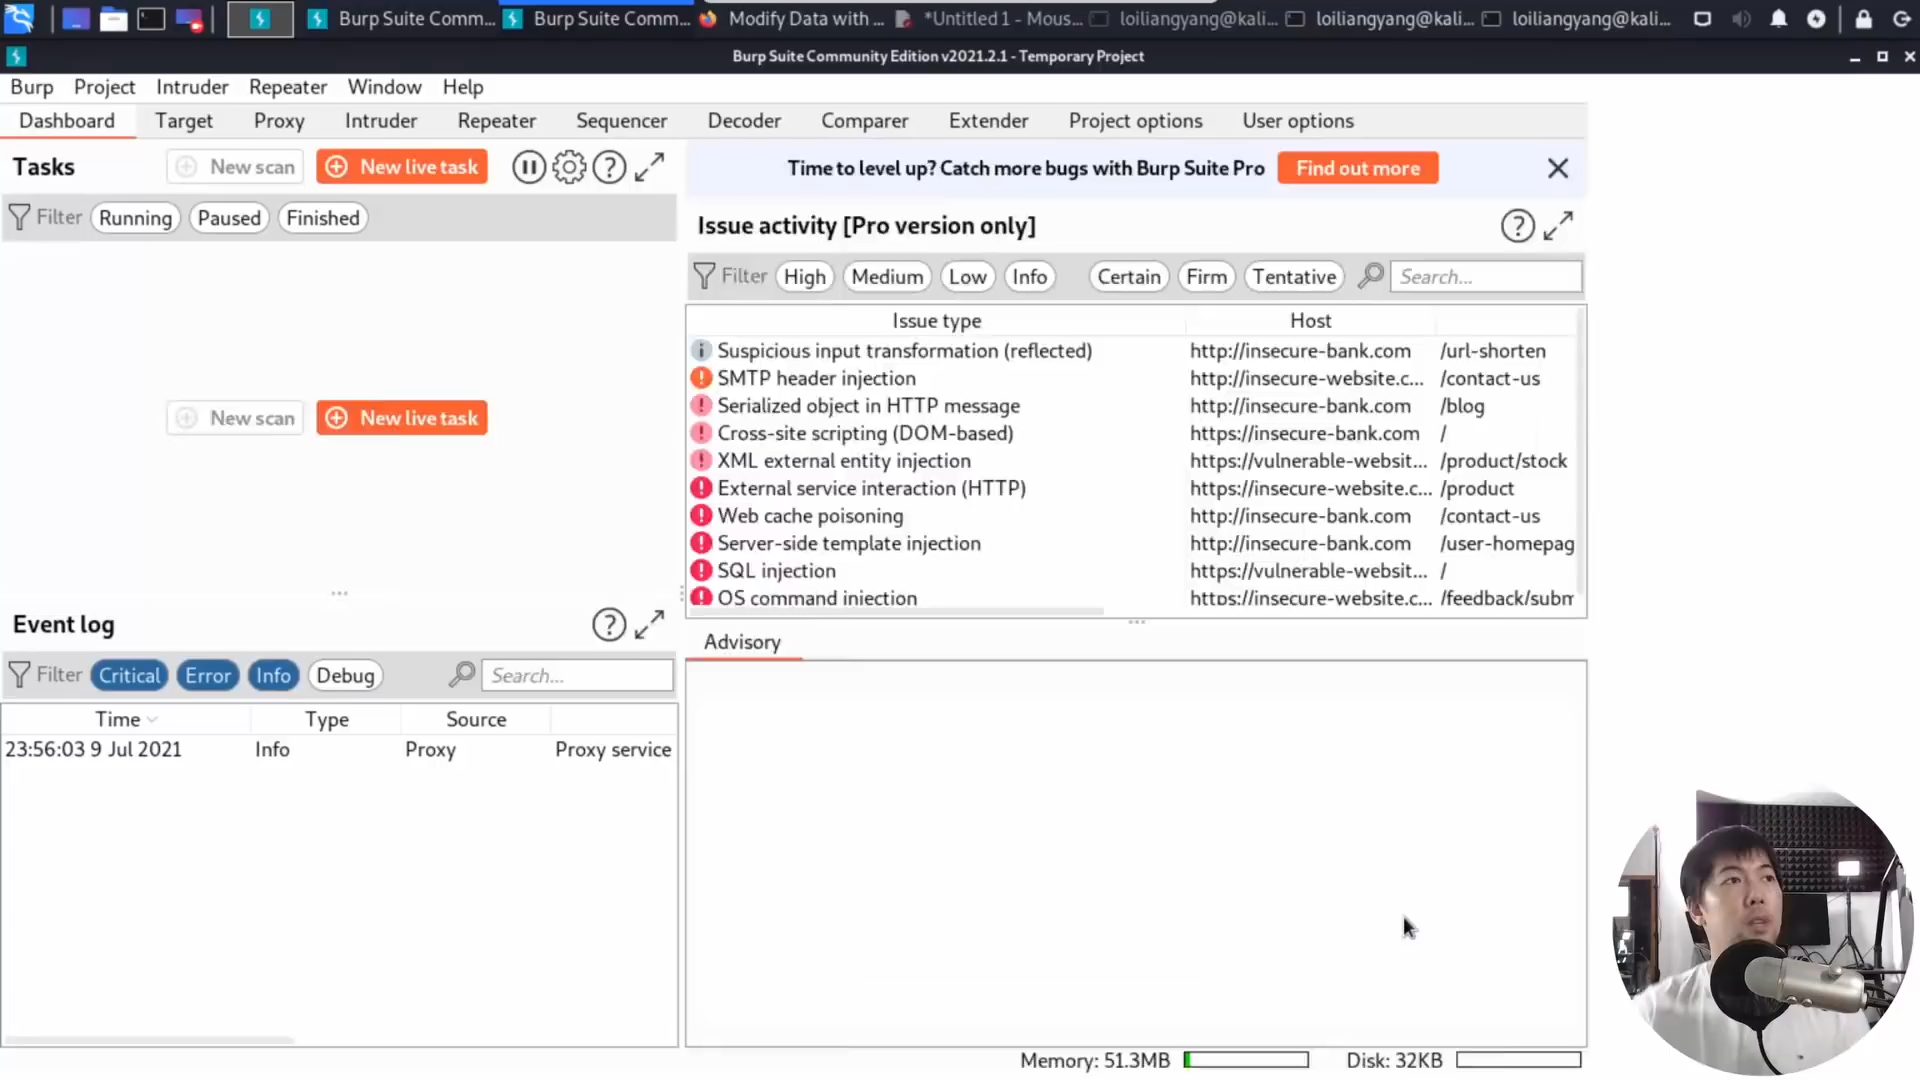 Burp Suite Comm...
Burp Suite Comm...
Modify Data with ...
*Untitled 1 - Mous...
loiliangyang@kali...
loiliangyang@kali...
loiliangyang@kali...
Burp Suite Community Edition v2021.2.1 - Temporary Project
Burp Project Intruder Repeater Window Help
Dashboard Target Proxy Intruder Repeater Sequencer Decoder Comparer Extender Project options User options
Tasks
New scan
New live task
Filter Running Paused Finished
New scan
New live task
Time to level up? Catch more bugs with Burp Suite Pro
Find out more
Issue activity [Pro version only]
Filter High Medium Low Info Certain Firm Tentative Search...
Issue type Host
Suspicious input transformation (reflected) http://insecure-bank.com /url-shorten
SMTP header injection http://insecure-website.c... /contact-us
Serialized object in HTTP message http://insecure-bank.com /blog
Cross-site scripting (DOM-based) https://insecure-bank.com /
XML external entity injection https://vulnerable-websit... /product/stock
External service interaction (HTTP) https://insecure-website.c... /product
Web cache poisoning http://insecure-bank.com /contact-us
Server-side template injection http://insecure-bank.com /user-homepag
SQL injection https://vulnerable-websit... /
OS command injection https://insecure-website.c... /feedback/subm
Event log
Filter Critical Error Info Debug Search...
Time Type Source
23:56:03 9 Jul 2021 Info Proxy Proxy service
Advisory
Memory: 51.3MB
Disk: 32KB